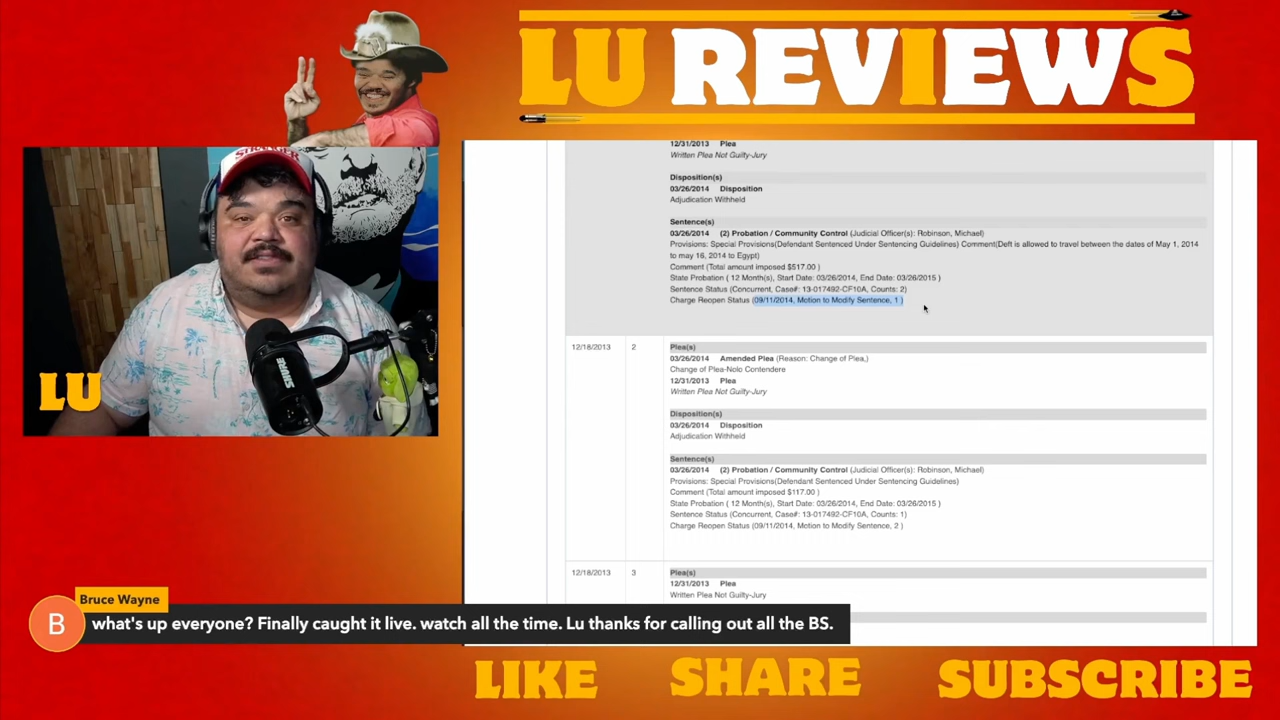 LU REVIEWS
STRANGER
SHURE
LU
12/31/2013 Plea
Written Plea Not Guilty-Jury
Disposition(s)
03/26/2014 Disposition
Adjudication Withheld
Sentence(s)
03/26/2014 (2) Probation / Community Control (Judicial Officer(s): Robinson, Michael)
Provisions: Special Provisions(Defendant Sentenced Under Sentencing Guidelines) Comment(Deft is allowed to travel between the dates of May 1, 2014
to may 16, 2014 to Egypt)
Comment (Total amount imposed $517.00 )
State Probation ( 12 Month(s), Start Date: 03/26/2014, End Date: 03/26/2015 )
Sentence Status (Concurrent, Case#: 13-017492-CF10A, Counts: 2)
Charge Reopen Status (09/11/2014, Motion to Modify Sentence, 1 )
12/18/2013 2 Plea(s)
03/26/2014 Amended Plea (Reason: Change of Plea,)
Change of Plea-Nolo Contendere
12/31/2013 Plea
Written Plea Not Guilty-Jury
Disposition(s)
03/26/2014 Disposition
Adjudication Withheld
Sentence(s)
03/26/2014 (2) Probation / Community Control (Judicial Officer(s): Robinson, Michael)
Provisions: Special Provisions(Defendant Sentenced Under Sentencing Guidelines)
Comment (Total amount imposed $117.00 )
State Probation ( 12 Month(s), Start Date: 03/26/2014, End Date: 03/26/2015 )
Sentence Status (Concurrent, Case#: 13-017492-CF10A, Counts: 1)
Charge Reopen Status (09/11/2014, Motion to Modify Sentence, 2 )
12/18/2013 3 Plea(s)
12/31/2013 Plea
Written Plea Not Guilty-Jury
Bruce Wayne
B
what's up everyone? Finally caught it live. watch all the time. Lu thanks for calling out all the BS.
LIKE SHARE SUBSCRIBE